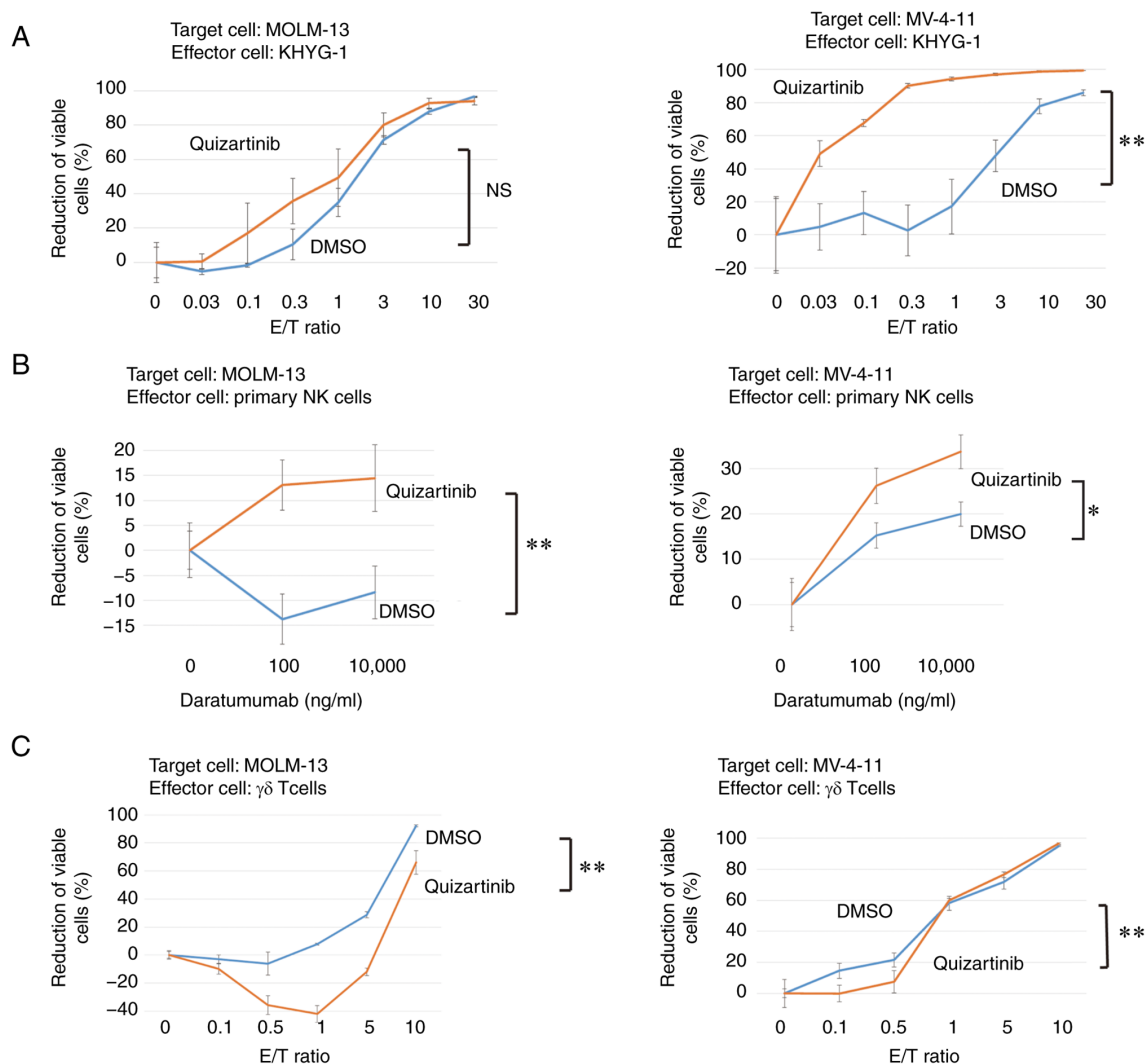 A
Target cell: MOLM-13
Effector cell: KHYG-1
Reduction of viable
cells (%)
100
80
60
40
20
0
Quizartinib
DMSO
NS
0 0.03 0.1 0.3 1 3 10 30
E/T ratio
Target cell: MV-4-11
Effector cell: KHYG-1
Reduction of viable
cells (%)
100
80
60
40
20
0
−20
Quizartinib
DMSO
**
0 0.03 0.1 0.3 1 3 10 30
E/T ratio
B
Target cell: MOLM-13
Effector cell: primary NK cells
Reduction of viable
cells (%)
20
15
10
5
0
−5
−10
−15
Quizartinib
DMSO
**
0 100 10,000
Daratumumab (ng/ml)
Target cell: MV-4-11
Effector cell: primary NK cells
Reduction of viable
cells (%)
30
20
10
0
Quizartinib
DMSO
*
0 100 10,000
Daratumumab (ng/ml)
C
Target cell: MOLM-13
Effector cell: γδ Tcells
Reduction of viable
cells (%)
100
80
60
40
20
0
−20
−40
DMSO
Quizartinib
**
0 0.1 0.5 1 5 10
E/T ratio
Target cell: MV-4-11
Effector cell: γδ Tcells
Reduction of viable
cells (%)
100
80
60
40
20
0
DMSO
Quizartinib
**
0 0.1 0.5 1 5 10
E/T ratio